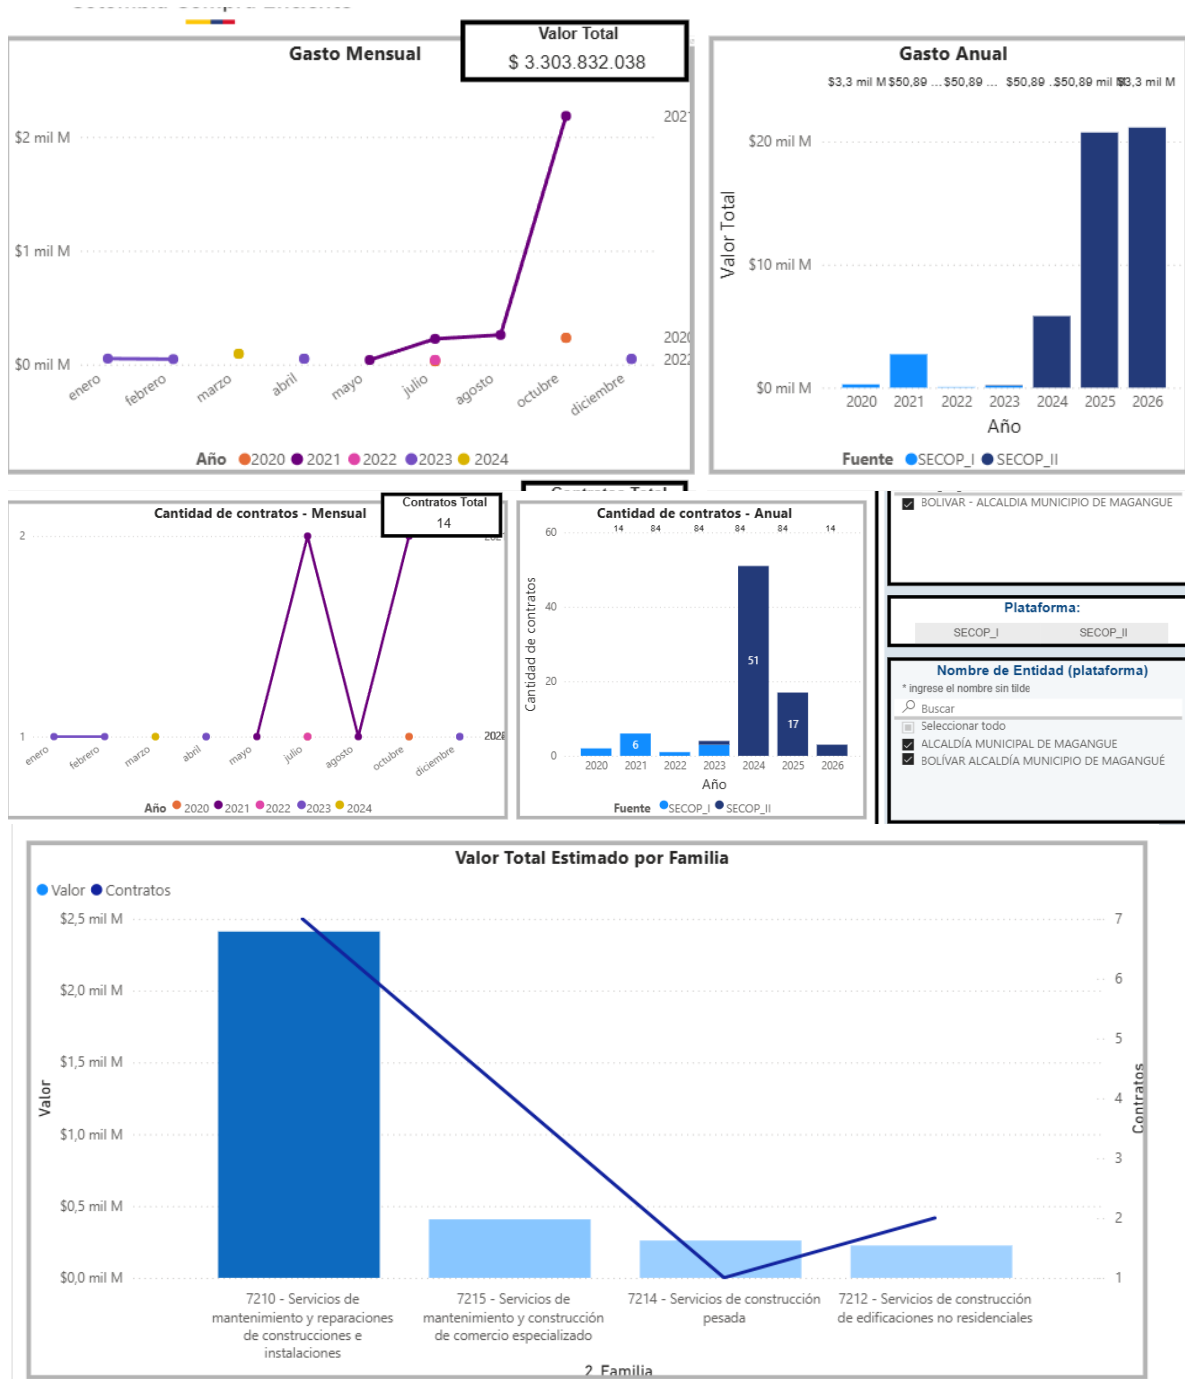 Valor Total
$ 3.303.832.038
Gasto Mensual
$2 mil M
$1 mil M
$0 mil M
2022
enero
febrero
marzo
abril
mayo
julio
agosto
octubre
diciembre
Año 2020 2021 2022 2023 2024
Gasto Anual
$3,3 mil M $50,89 ... $50,89 ... $50,89 ... $50,89 mil M $3,3 mil M
$20 mil M
$10 mil M
$0 mil M
Valor Total
2020 2021 2022 2023 2024 2025 2026
Año
Fuente SECOP_I SECOP_II
Cantidad de contratos - Mensual
Contratos Total
14
2
1
enero
febrero
marzo
abril
mayo
julio
agosto
octubre
diciembre
Año 2020 2021 2022 2023 2024
Cantidad de contratos - Anual
14 84 84 84 84 14
60
40
20
0
Cantidad de contratos
6
51
17
2020 2021 2022 2023 2024 2025 2026
Año
Fuente SECOP_I SECOP_II
BOLIVAR - ALCALDIA MUNICIPIO DE MAGANGUE
Plataforma:
SECOP_I SECOP_II
Nombre de Entidad (plataforma)
* ingrese el nombre sin tilde
Buscar
Seleccionar todo
ALCALDÍA MUNICIPAL DE MAGANGUE
BOLÍVAR ALCALDÍA MUNICIPIO DE MAGANGUÉ
Valor Total Estimado por Familia
Valor Contratos
$2,5 mil M
$2,0 mil M
$1,5 mil M
$1,0 mil M
$0,5 mil M
$0,0 mil M
Valor
7
6
5
4
3
2
1
Contratos
7210 - Servicios de
mantenimiento y reparaciones
de construcciones e
instalaciones
7215 - Servicios de
mantenimiento y construcción
de comercio especializado
7214 - Servicios de construcción
pesada
7212 - Servicios de construcción
de edificaciones no residenciales
2. Familia